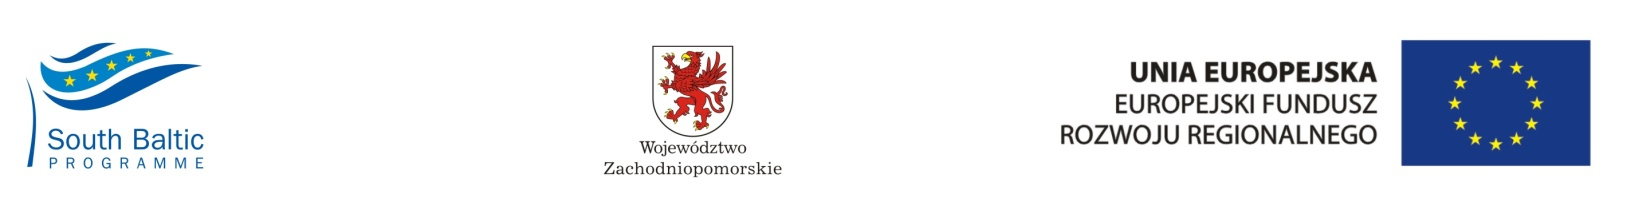 South Baltic
PROGRAMME
Województwo
Zachodniopomorskie
UNIA EUROPEJSKA
EUROPEJSKI FUNDUSZ
ROZWOJU REGIONALNEGO